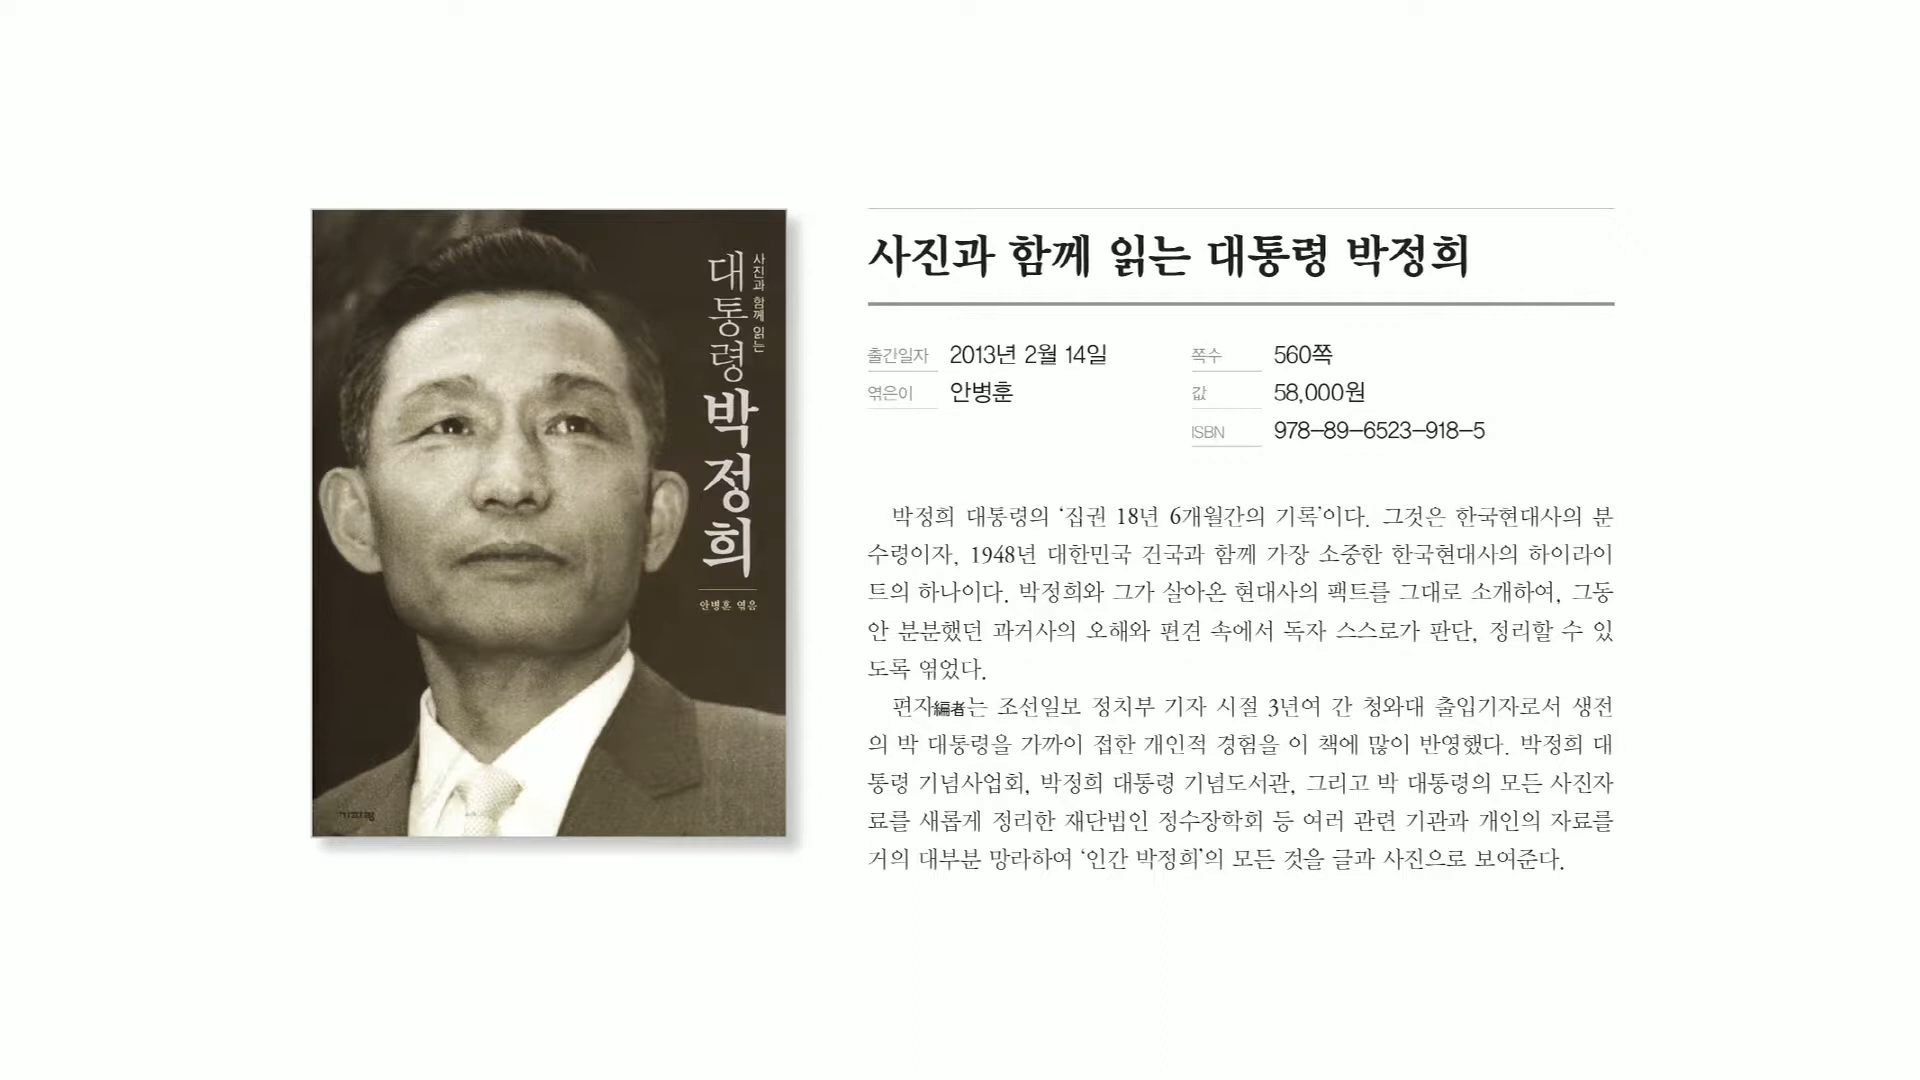 사진과 함께 읽는
대통령 박정희
안병훈 엮음
기파랑
사진과 함께 읽는 대통령 박정희
출간일자 2013년 2월 14일
엮은이 안병훈
쪽수 560쪽
값 58,000원
ISBN 978-89-6523-918-5
박정희 대통령의 ‘집권 18년 6개월간의 기록’이다. 그것은 한국현대사의 분
수령이자, 1948년 대한민국 건국과 함께 가장 소중한 한국현대사의 하이라이
트의 하나이다. 박정희와 그가 살아온 현대사의 팩트를 그대로 소개하여, 그동
안 분분했던 과거사의 오해와 편견 속에서 독자 스스로가 판단, 정리할 수 있
도록 엮었다.
편자編者는 조선일보 정치부 기자 시절 3년여 간 청와대 출입기자로서 생전
의 박 대통령을 가까이 접한 개인적 경험을 이 책에 많이 반영했다. 박정희 대
통령 기념사업회, 박정희 대통령 기념도서관, 그리고 박 대통령의 모든 사진자
료를 새롭게 정리한 재단법인 정수장학회 등 여러 관련 기관과 개인의 자료를
거의 대부분 망라하여 ‘인간 박정희’의 모든 것을 글과 사진으로 보여준다.